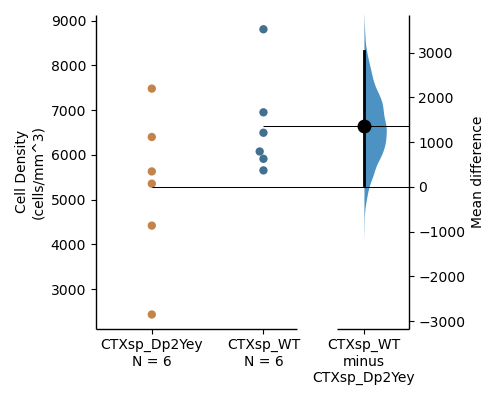 9000
8000
7000
6000
5000
4000
3000
Cell Density
(cells/mm^3)
3000
2000
1000
0
−1000
−2000
−3000
Mean difference
CTXsp_Dp2Yey
N = 6
CTXsp_WT
N = 6
CTXsp_WT
minus
CTXsp_Dp2Yey